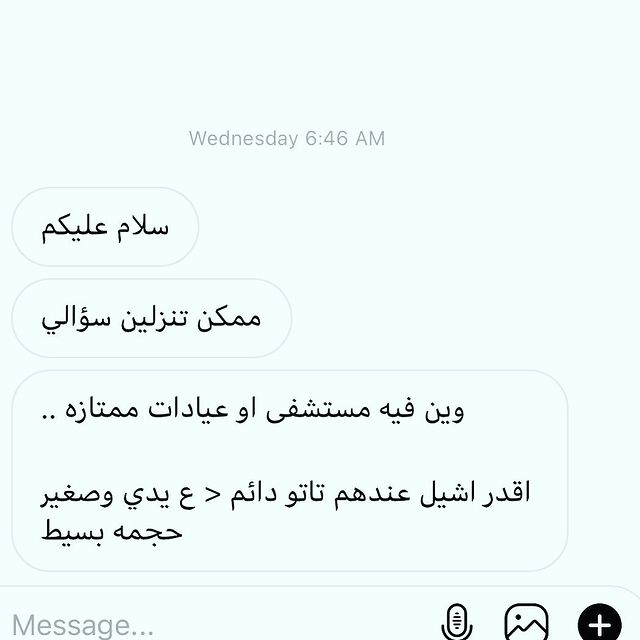 Wednesday 6:46 AM
سلام عليكم
ممكن تنزلين سؤالي
وين فيه مستشفى او عيادات ممتازه ..
اقدر اشيل عندهم تاتو دائم < ع يدي وصغير
حجمه بسيط
Message...